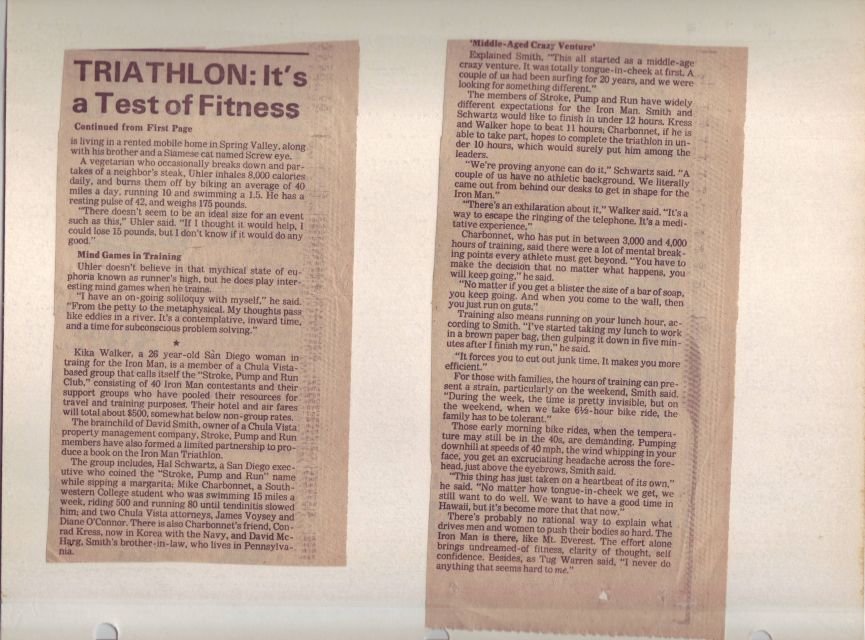 TRIATHLON: It's
a Test of Fitness
Continued from First Page
is living in a rented mobile home in Spring Valley, along
with his brother and a Siamese cat named Screw eye.
A vegetarian who occasionally breaks down and par-
takes of a neighbor's steak, Uhler inhales 8,000 calories
daily, and burns them off by biking an average of 40
miles a day, running 10 and swimming a 1.5. He has a
resting pulse of 42, and weighs 175 pounds.
"There doesn't seem to be an ideal size for an event
such as this," Uhler said. "If I thought it would help, I
could lose 15 pounds, but I don't know if it would do any
good."
Mind Games in Training
Uhler doesn't believe in that mythical state of eu-
phoria known as runner's high, but he does play inter-
esting mind games when he trains.
"I have an on-going soliloquy with myself," he said.
"From the petty to the metaphysical. My thoughts pass
like eddies in a river. It's a contemplative, inward time,
and a time for subconscious problem solving."
★
Kika Walker, a 26 year-old San Diego woman in
traing for the Iron Man, is a member of a Chula Vista-
based group that calls itself the "Stroke, Pump and Run
Club," consisting of 40 Iron Man contestants and their
support groups who have pooled their resources for
travel and training purposes. Their hotel and air fares
will total about $500, somewhat below non-group rates.
The brainchild of David Smith, owner of a Chula Vista
property management company, Stroke, Pump and Run
members have also formed a limited partnership to pro-
duce a book on the Iron Man Triathlon.
The group includes, Hal Schwartz, a San Diego exec-
utive who coined the "Stroke, Pump and Run" name
while sipping a margarita; Mike Charbonnet, a South-
western College student who was swimming 15 miles a
week, riding 500 and running 80 until tendinitis slowed
him; and two Chula Vista attorneys, James Voysey and
Diane O'Connor. There is also Charbonnet's friend, Con-
rad Kress, now in Korea with the Navy, and David Mc-
Harg, Smith's brother-in-law, who lives in Pennsylva-
nia.
'Middle-Aged Crazy Venture'
Explained Smith, "This all started as a middle-age
crazy venture. It was totally tongue-in-cheek at first. A
couple of us had been surfing for 20 years, and we were
looking for something different."
The members of Stroke, Pump and Run have widely
different expectations for the Iron Man. Smith and
Schwartz would like to finish in under 12 hours. Kress
and Walker hope to beat 11 hours; Charbonnet, if he is
able to take part, hopes to complete the triathlon in un-
der 10 hours, which would surely put him among the
leaders.
"We're proving anyone can do it," Schwartz said. "A
couple of us have no athletic background. We literally
came out from behind our desks to get in shape for the
Iron Man."
"There's an exhilaration about it," Walker said. "It's a
way to escape the ringing of the telephone. It's a medi-
tative experience."
Charbonnet, who has put in between 3,000 and 4,000
hours of training, said there were a lot of mental break-
ing points every athlete must get beyond. "You have to
make the decision that no matter what happens, you
will keep going," he said.
"No matter if you get a blister the size of a bar of soap,
you keep going. And when you come to the wall, then
you just run on guts."
Training also means running on your lunch hour, ac-
cording to Smith. "I've started taking my lunch to work
in a brown paper bag, then gulping it down in five min-
utes after I finish my run," he said.
"It forces you to cut out junk time. It makes you more
efficient."
For those with families, the hours of training can pre-
sent a strain, particularly on the weekend, Smith said.
"During the week, the time is pretty invisible, but on
the weekend, when we take 6½-hour bike ride, the
family has to be tolerant."
Those early morning bike rides, when the tempera-
ture may still be in the 40s, are demanding. Pumping
downhill at speeds of 40 mph, the wind whipping in your
face, you get an excruciating headache across the fore-
head, just above the eyebrows, Smith said.
"This thing has just taken on a heartbeat of its own,"
he said. "No matter how tongue-in-cheek we get, we
still want to do well. We want to have a good time in
Hawaii, but it's become more that that now."
There's probably no rational way to explain what
drives men and women to push their bodies so hard. The
Iron Man is there, like Mt. Everest. The effort alone
brings undreamed-of fitness, clarity of thought, self
confidence. Besides, as Tug Warren said, "I never do
anything that seems hard to me."